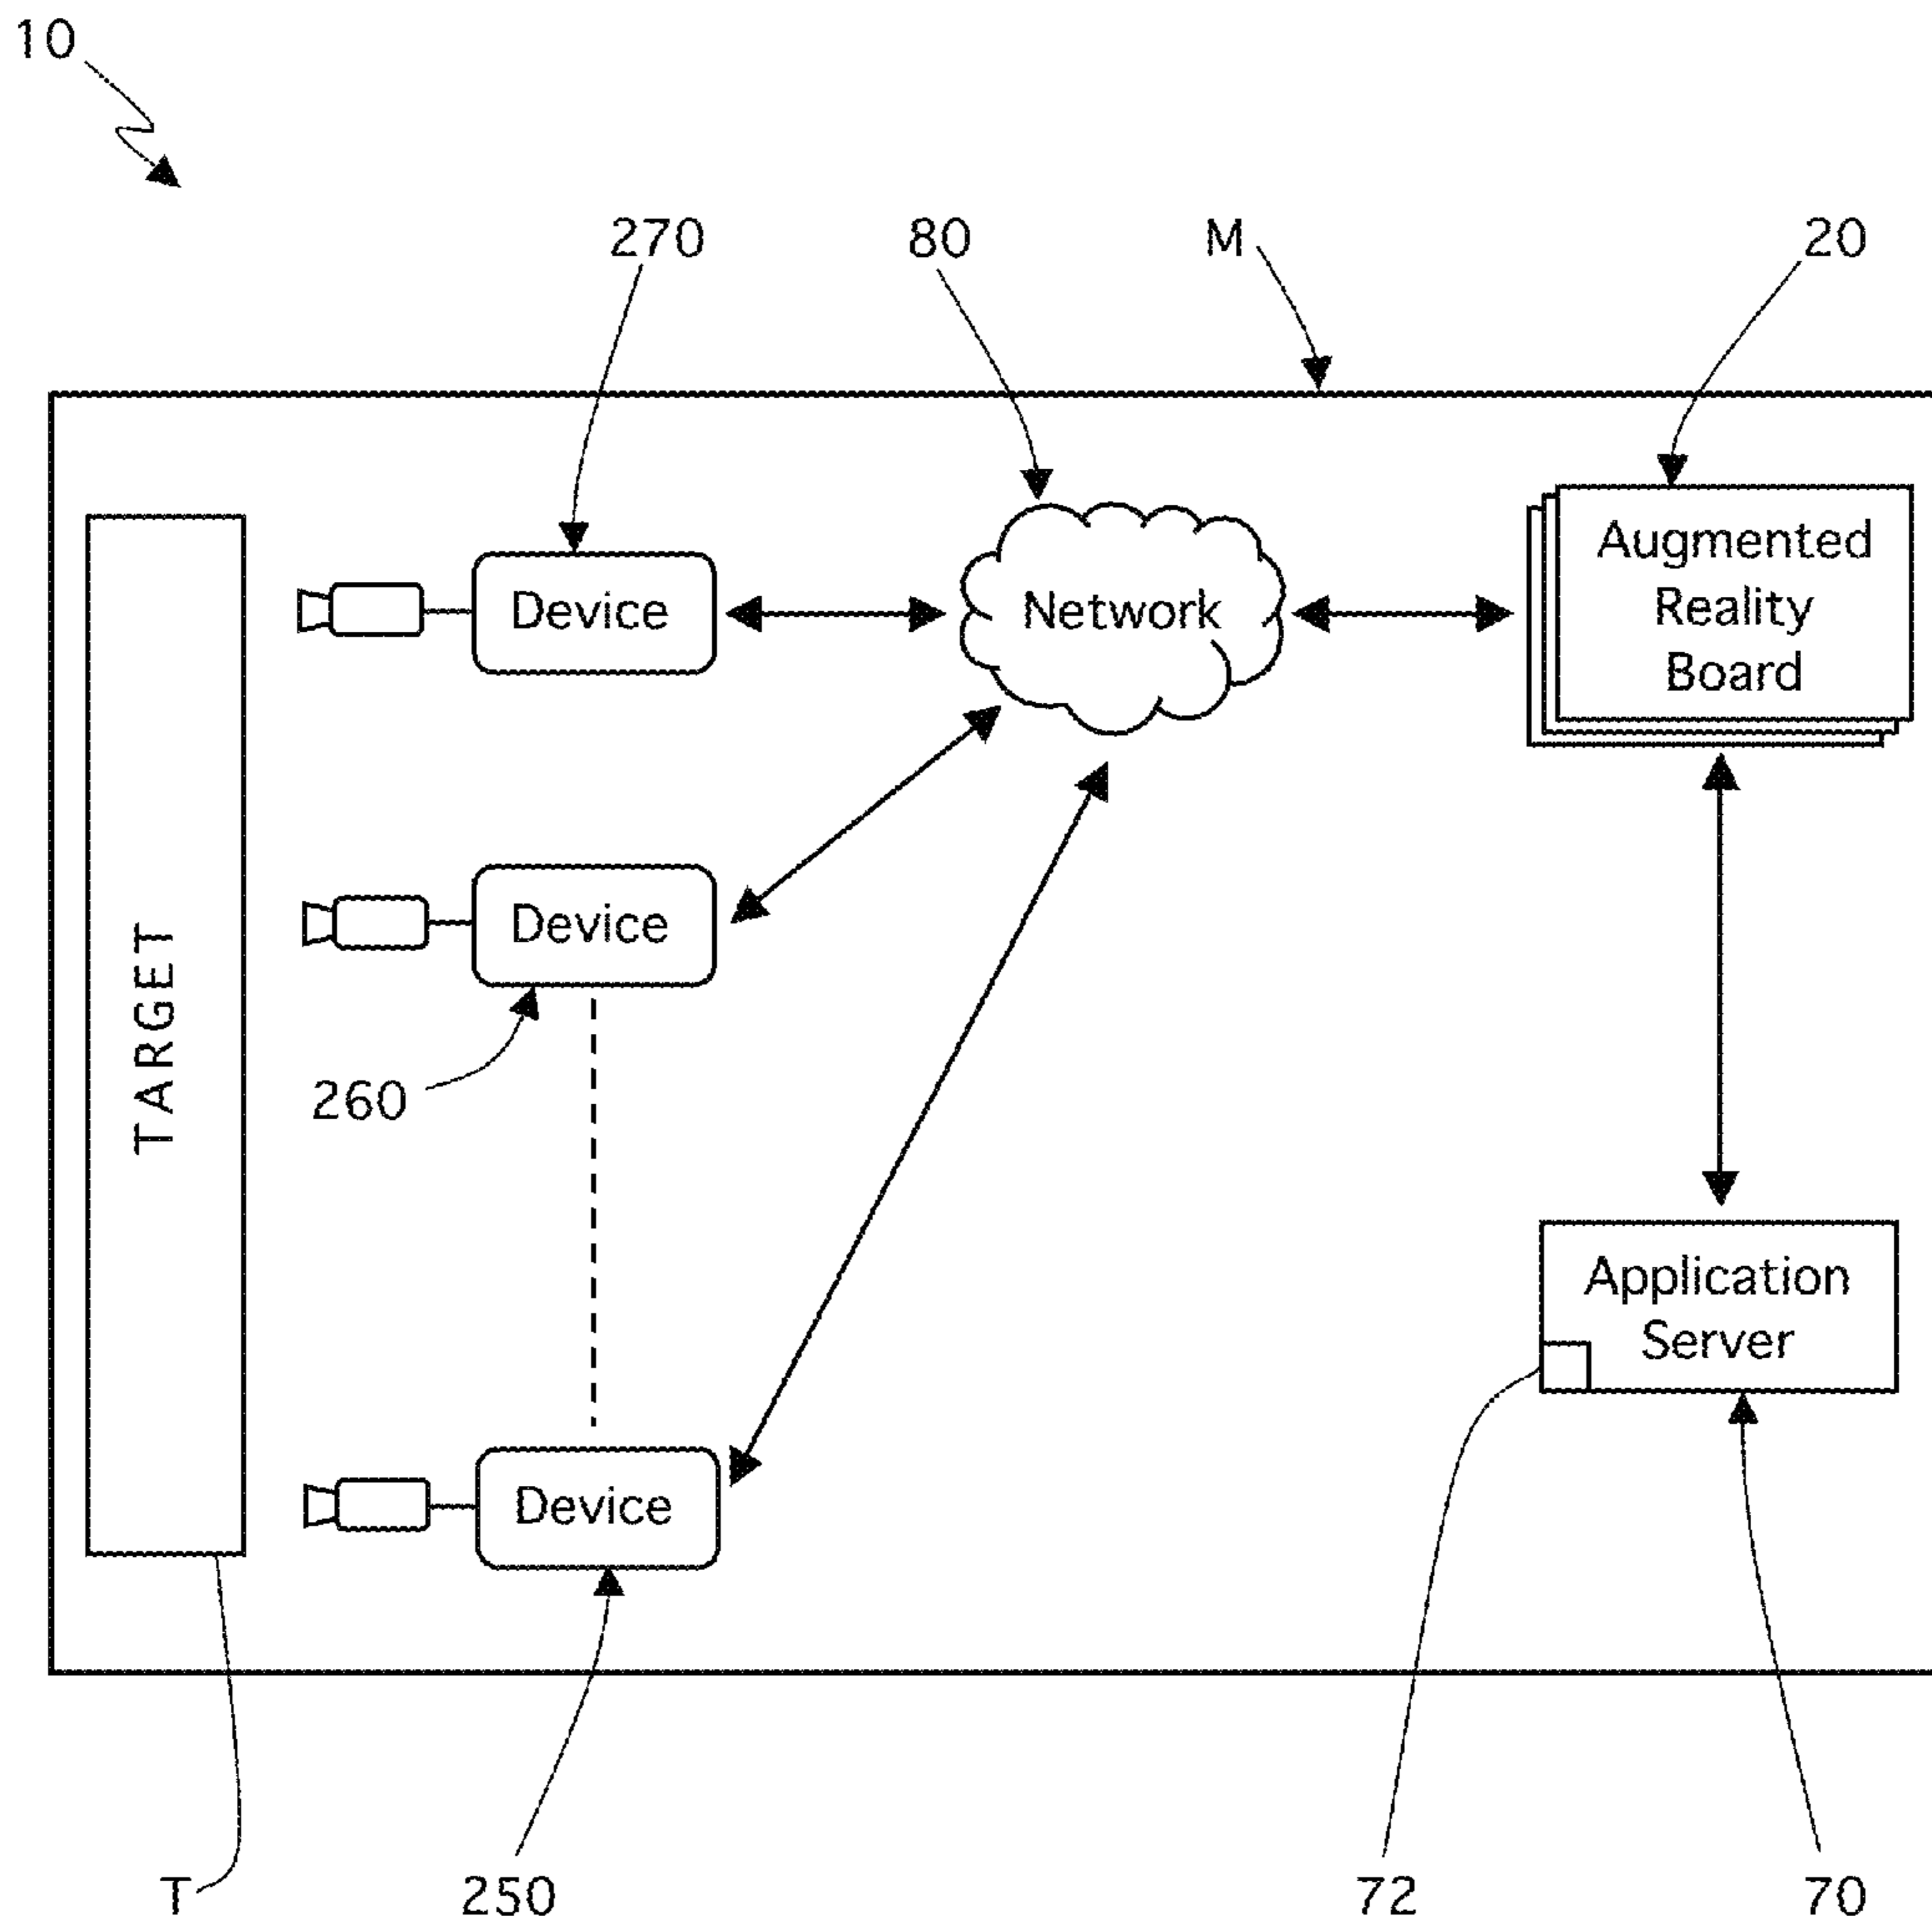 10
270
80
M
20
Device
Network
Augmented
Reality
Board
TARGET
Device
260
Application
Server
Device
T
250
72
70